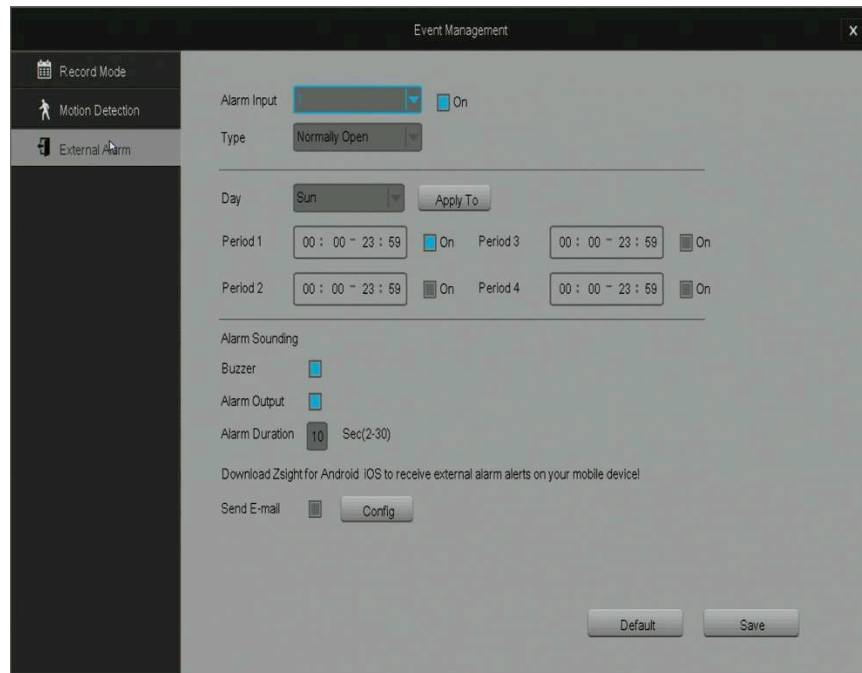 Event Management X
Record Mode
Motion Detection
External Alarm
Alarm Input 1 On
Type Normally Open
Day Sun Apply To
Period 1 00 : 00 - 23 : 59 On Period 3 00 : 00 - 23 : 59 On
Period 2 00 : 00 - 23 : 59 On Period 4 00 : 00 - 23 : 59 On
Alarm Sounding
Buzzer
Alarm Output
Alarm Duration 10 Sec(2-30)
Download Zsight for Android iOS to receive external alarm alerts on your mobile device!
Send E-mail Config
Default Save